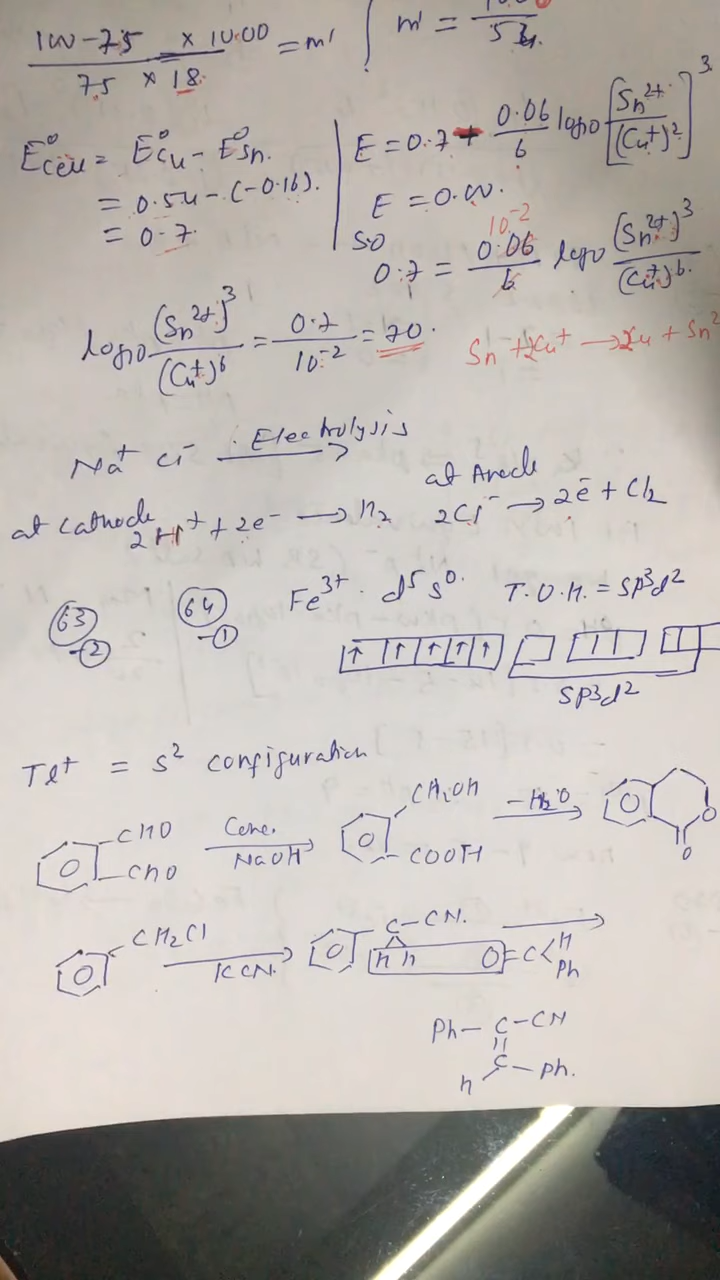 100-75 × 1000 / 75 × 18 = m'
m' =
E°cell = E°Cu - E°Sn.
= 0.54 - (-0.16).
= 0.7
E = 0.7 + 0.06/6 log10 [Sn2+ / (Cu+)2]3
E = 0.00.
SO
10-2
0.7 = 0.06/6 log10 (Sn2+)3 / (Cu+)6.
log10 (Sn2+)3 / (Cu+)6 = 0.7 / 10-2 = 70.
Sn + 2Cu+ → 2Cu + Sn2
Na+ Cl- Electrolysis →
at Cathode 2H+ + 2e- → H2
at Anode 2Cl- → 2e- + Cl2
63 - 2
64 - 1
Fe3+. d5 s0. T.O.H. = SP3d2
↑ ↑ ↑ ↑ ↑
SP3d2
Tl+ = s2 configuration
CHO CHO Conc. NaOH → CH2OH COOH -H2O → O O
CH2Cl KCN. → C-CN. H H O=C H Ph →
Ph- C -CN
H C -Ph.